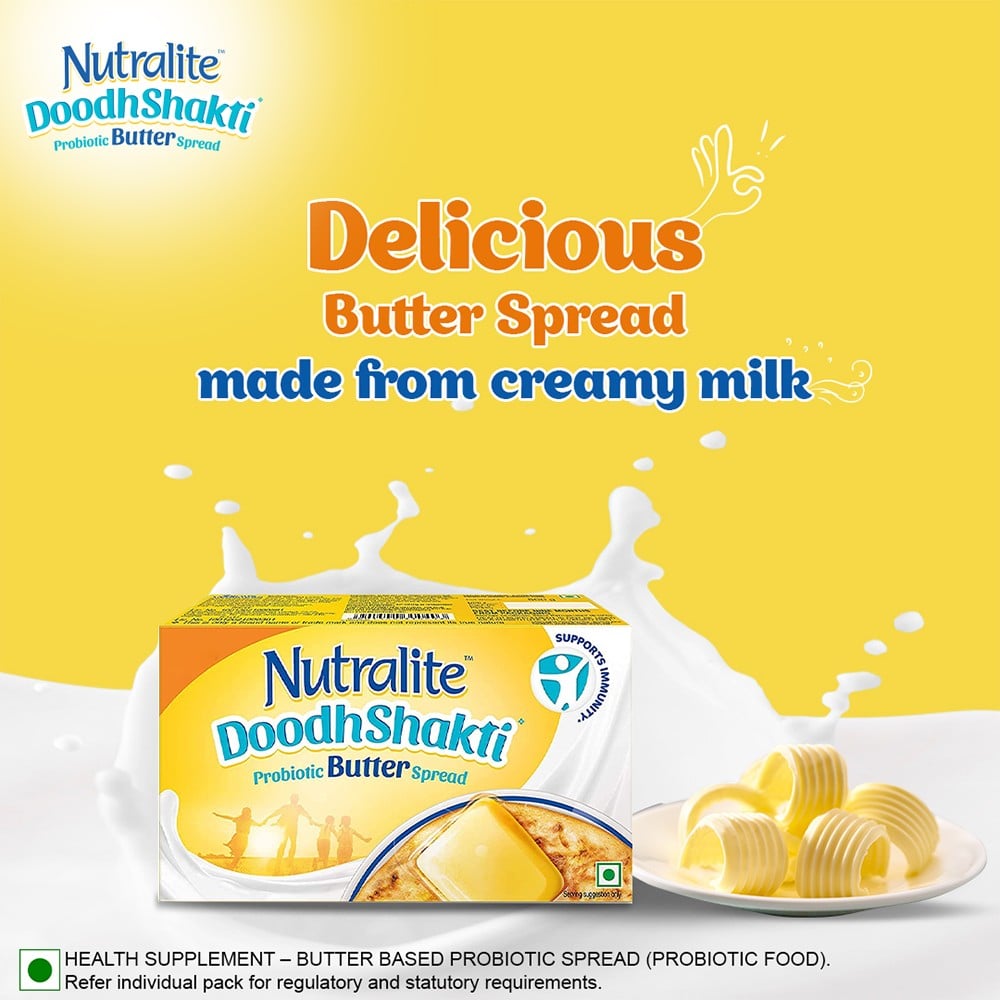 Nutralite™
DoodhShakti
Probiotic Butter Spread
Delicious
Butter Spread
made from creamy milk
SUPPORTS IMMUNITY*
Nutralite™
DoodhShakti
Probiotic Butter Spread
Serving suggestion only
HEALTH SUPPLEMENT – BUTTER BASED PROBIOTIC SPREAD (PROBIOTIC FOOD).
Refer individual pack for regulatory and statutory requirements.